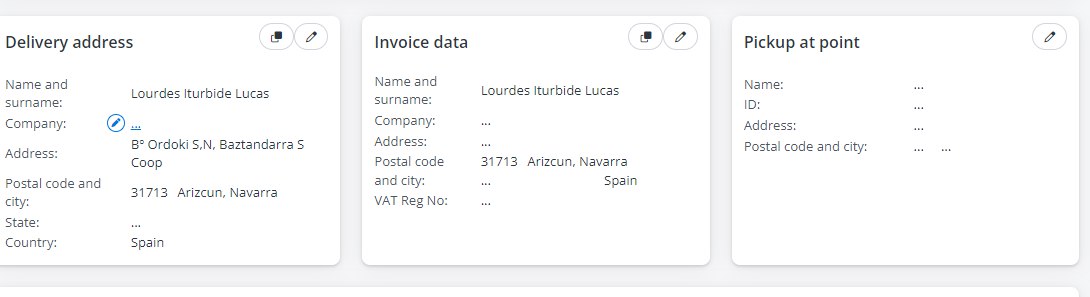 Delivery address
Name and surname: Lourdes Iturbide Lucas
Company: ...
Address: Bº Ordoki S,N, Baztandarra S Coop
Postal code and city: 31713 Arizcun, Navarra
State: ...
Country: Spain
Invoice data
Name and surname: Lourdes Iturbide Lucas
Company: ...
Address: ...
Postal code and city: 31713 Arizcun, Navarra
... Spain
VAT Reg No: ...
Pickup at point
Name: ...
ID: ...
Address: ...
Postal code and city: ... ...